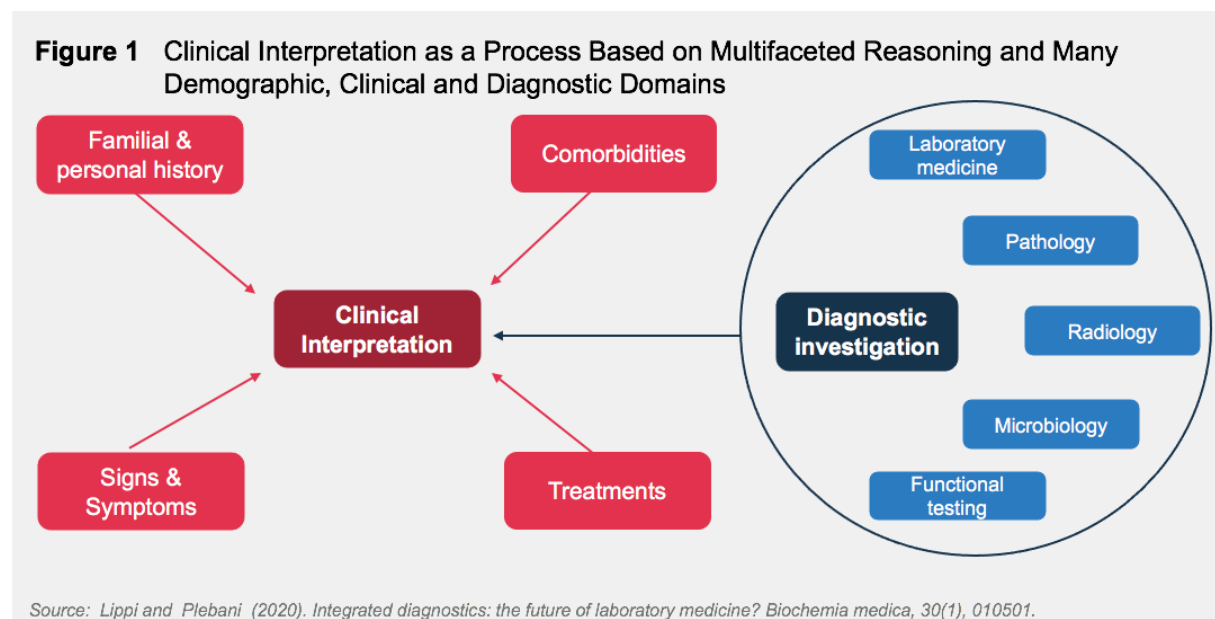 Figure 1 Clinical Interpretation as a Process Based on Multifaceted Reasoning and Many
Demographic, Clinical and Diagnostic Domains
Familial &
personal history
Comorbidities
Laboratory
medicine
Pathology
Clinical
Interpretation
Diagnostic
investigation
Radiology
Microbiology
Signs &
Symptoms
Treatments
Functional
testing
Source: Lippi and Plebani (2020). Integrated diagnostics: the future of laboratory medicine? Biochemia medica, 30(1), 010501.